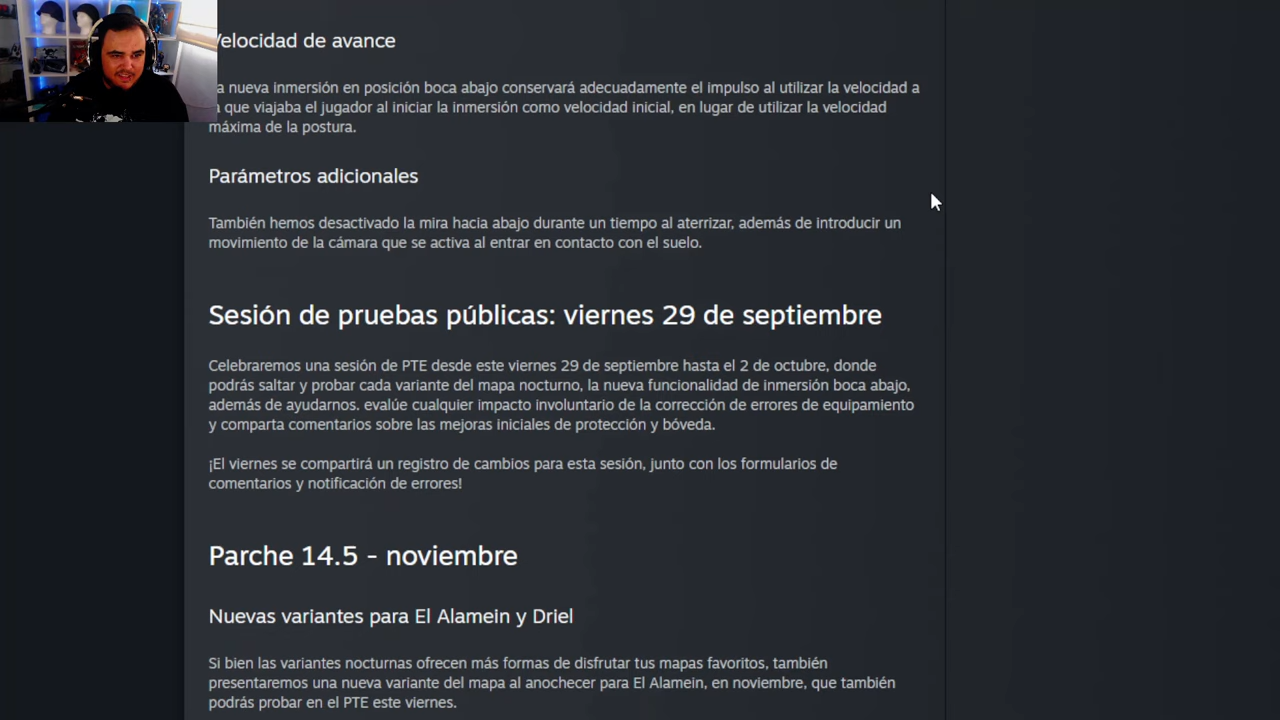 Velocidad de avance
a nueva inmersión en posición boca abajo conservará adecuadamente el impulso al utilizar la velocidad a
a que viajaba el jugador al iniciar la inmersión como velocidad inicial, en lugar de utilizar la velocidad
máxima de la postura.
Parámetros adicionales
También hemos desactivado la mira hacia abajo durante un tiempo al aterrizar, además de introducir un
movimiento de la cámara que se activa al entrar en contacto con el suelo.
Sesión de pruebas públicas: viernes 29 de septiembre
Celebraremos una sesión de PTE desde este viernes 29 de septiembre hasta el 2 de octubre, donde
podrás saltar y probar cada variante del mapa nocturno, la nueva funcionalidad de inmersión boca abajo,
además de ayudarnos. evalúe cualquier impacto involuntario de la corrección de errores de equipamiento
y comparta comentarios sobre las mejoras iniciales de protección y bóveda.
¡El viernes se compartirá un registro de cambios para esta sesión, junto con los formularios de
comentarios y notificación de errores!
Parche 14.5 - noviembre
Nuevas variantes para El Alamein y Driel
Si bien las variantes nocturnas ofrecen más formas de disfrutar tus mapas favoritos, también
presentaremos una nueva variante del mapa al anochecer para El Alamein, en noviembre, que también
podrás probar en el PTE este viernes.